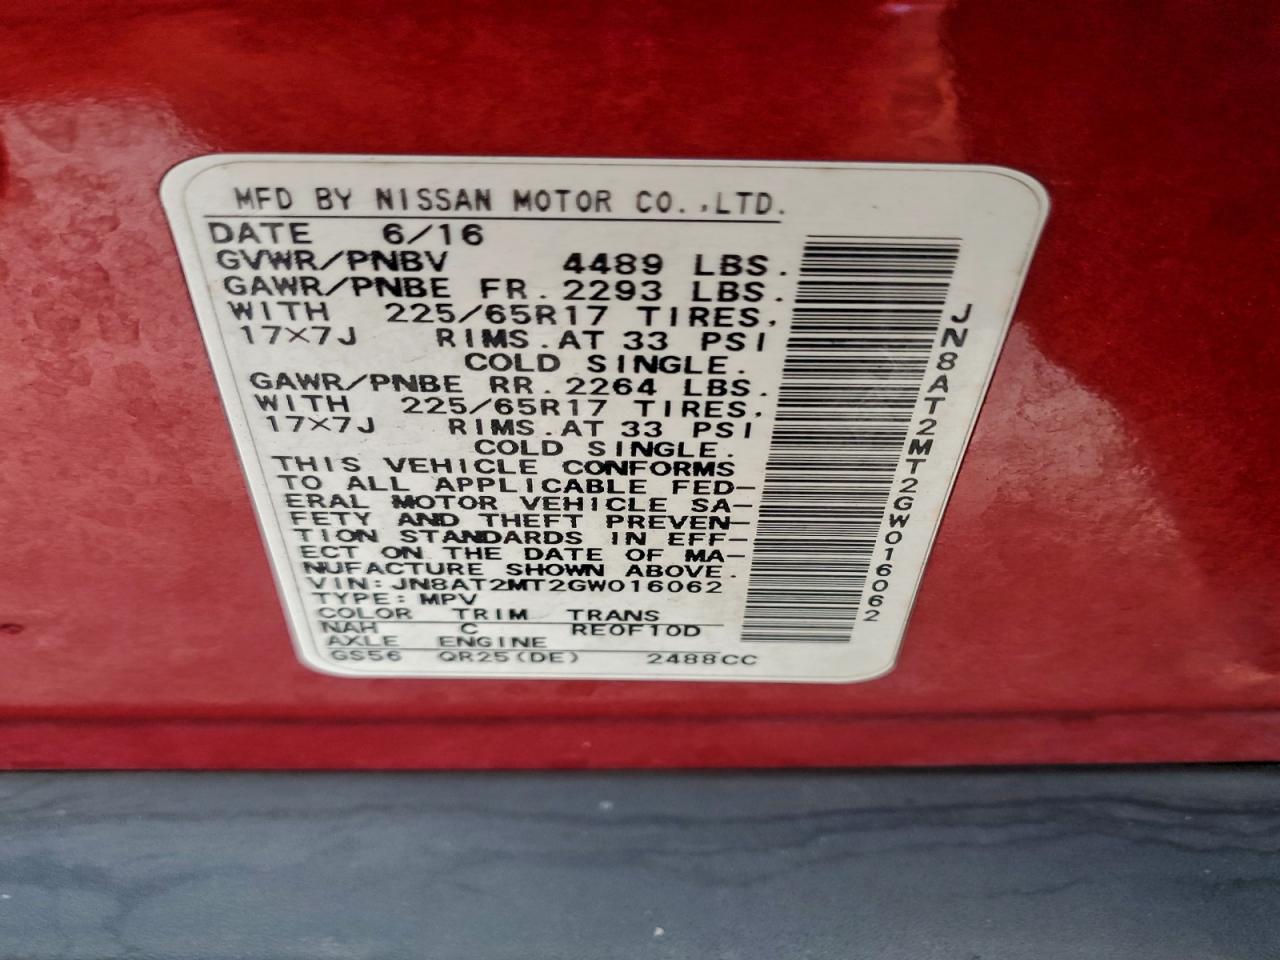 MFD BY NISSAN MOTOR CO.,LTD.
DATE 6/16
GVWR/PNBV 4489 LBS.
GAWR/PNBE FR. 2293 LBS.
WITH 225/65R17 TIRES,
17×7J RIMS.AT 33 PSI
COLD SINGLE.
GAWR/PNBE RR. 2264 LBS.
WITH 225/65R17 TIRES.
17×7J RIMS.AT 33 PSI
COLD SINGLE.
THIS VEHICLE CONFORMS
TO ALL APPLICABLE FED-
ERAL MOTOR VEHICLE SA-
FETY AND THEFT PREVEN-
TION STANDARDS IN EFF-
ECT ON THE DATE OF MA-
NUFACTURE SHOWN ABOVE.
VIN: JN8AT2MT2GW016062
TYPE: MPV
COLOR TRIM TRANS
NAH C RE0F10D
AXLE ENGINE
GS56 QR25(DE) 2488CC
JN8AT2MT2GW016062